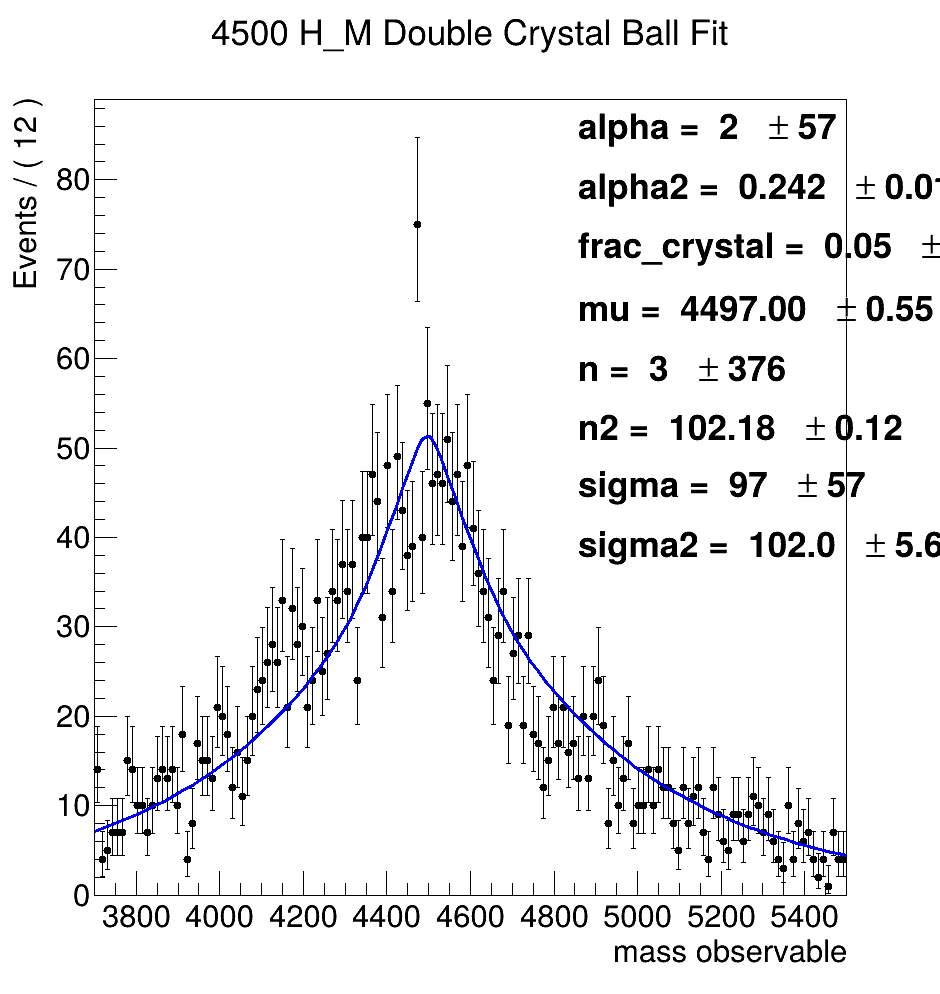 4500 H_M Double Crystal Ball Fit
Events / ( 12 )
alpha = 2 ± 57
alpha2 = 0.242 ± 0.0
frac_crystal = 0.05 ±
mu = 4497.00 ± 0.55
n = 3 ± 376
n2 = 102.18 ± 0.12
sigma = 97 ± 57
sigma2 = 102.0 ± 5.6
80
70
60
50
40
30
20
10
0
3800 4000 4200 4400 4600 4800 5000 5200 5400
mass observable